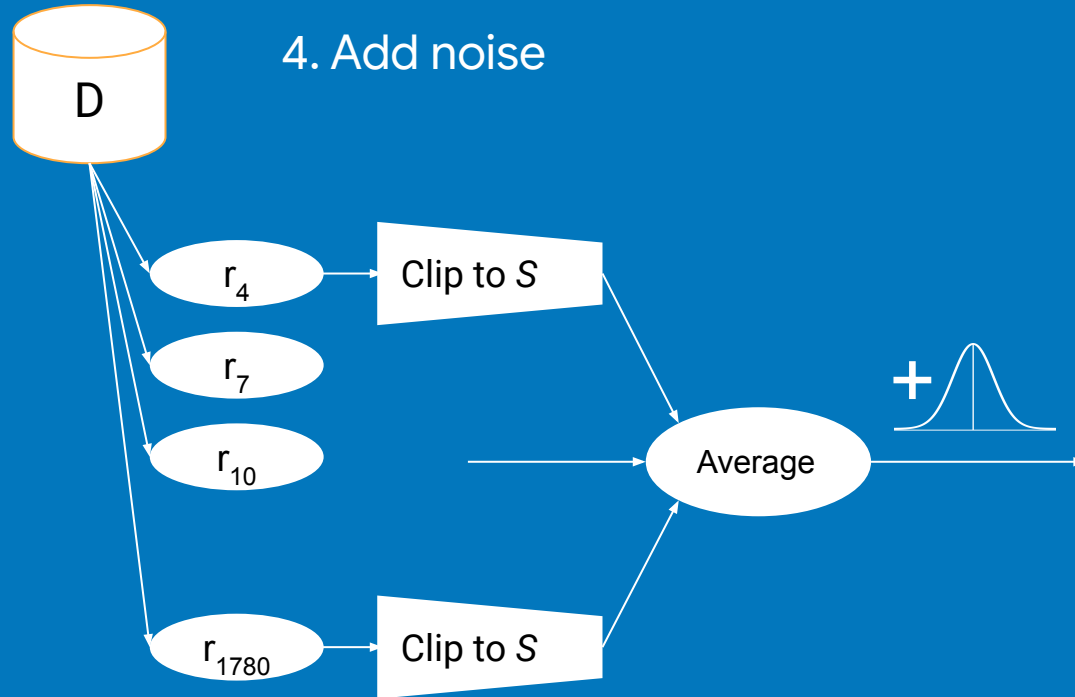 4. Add noise
D
r₄
Clip to S
r₇
r₁₀
+
Average
r₁₇₈₀
Clip to S